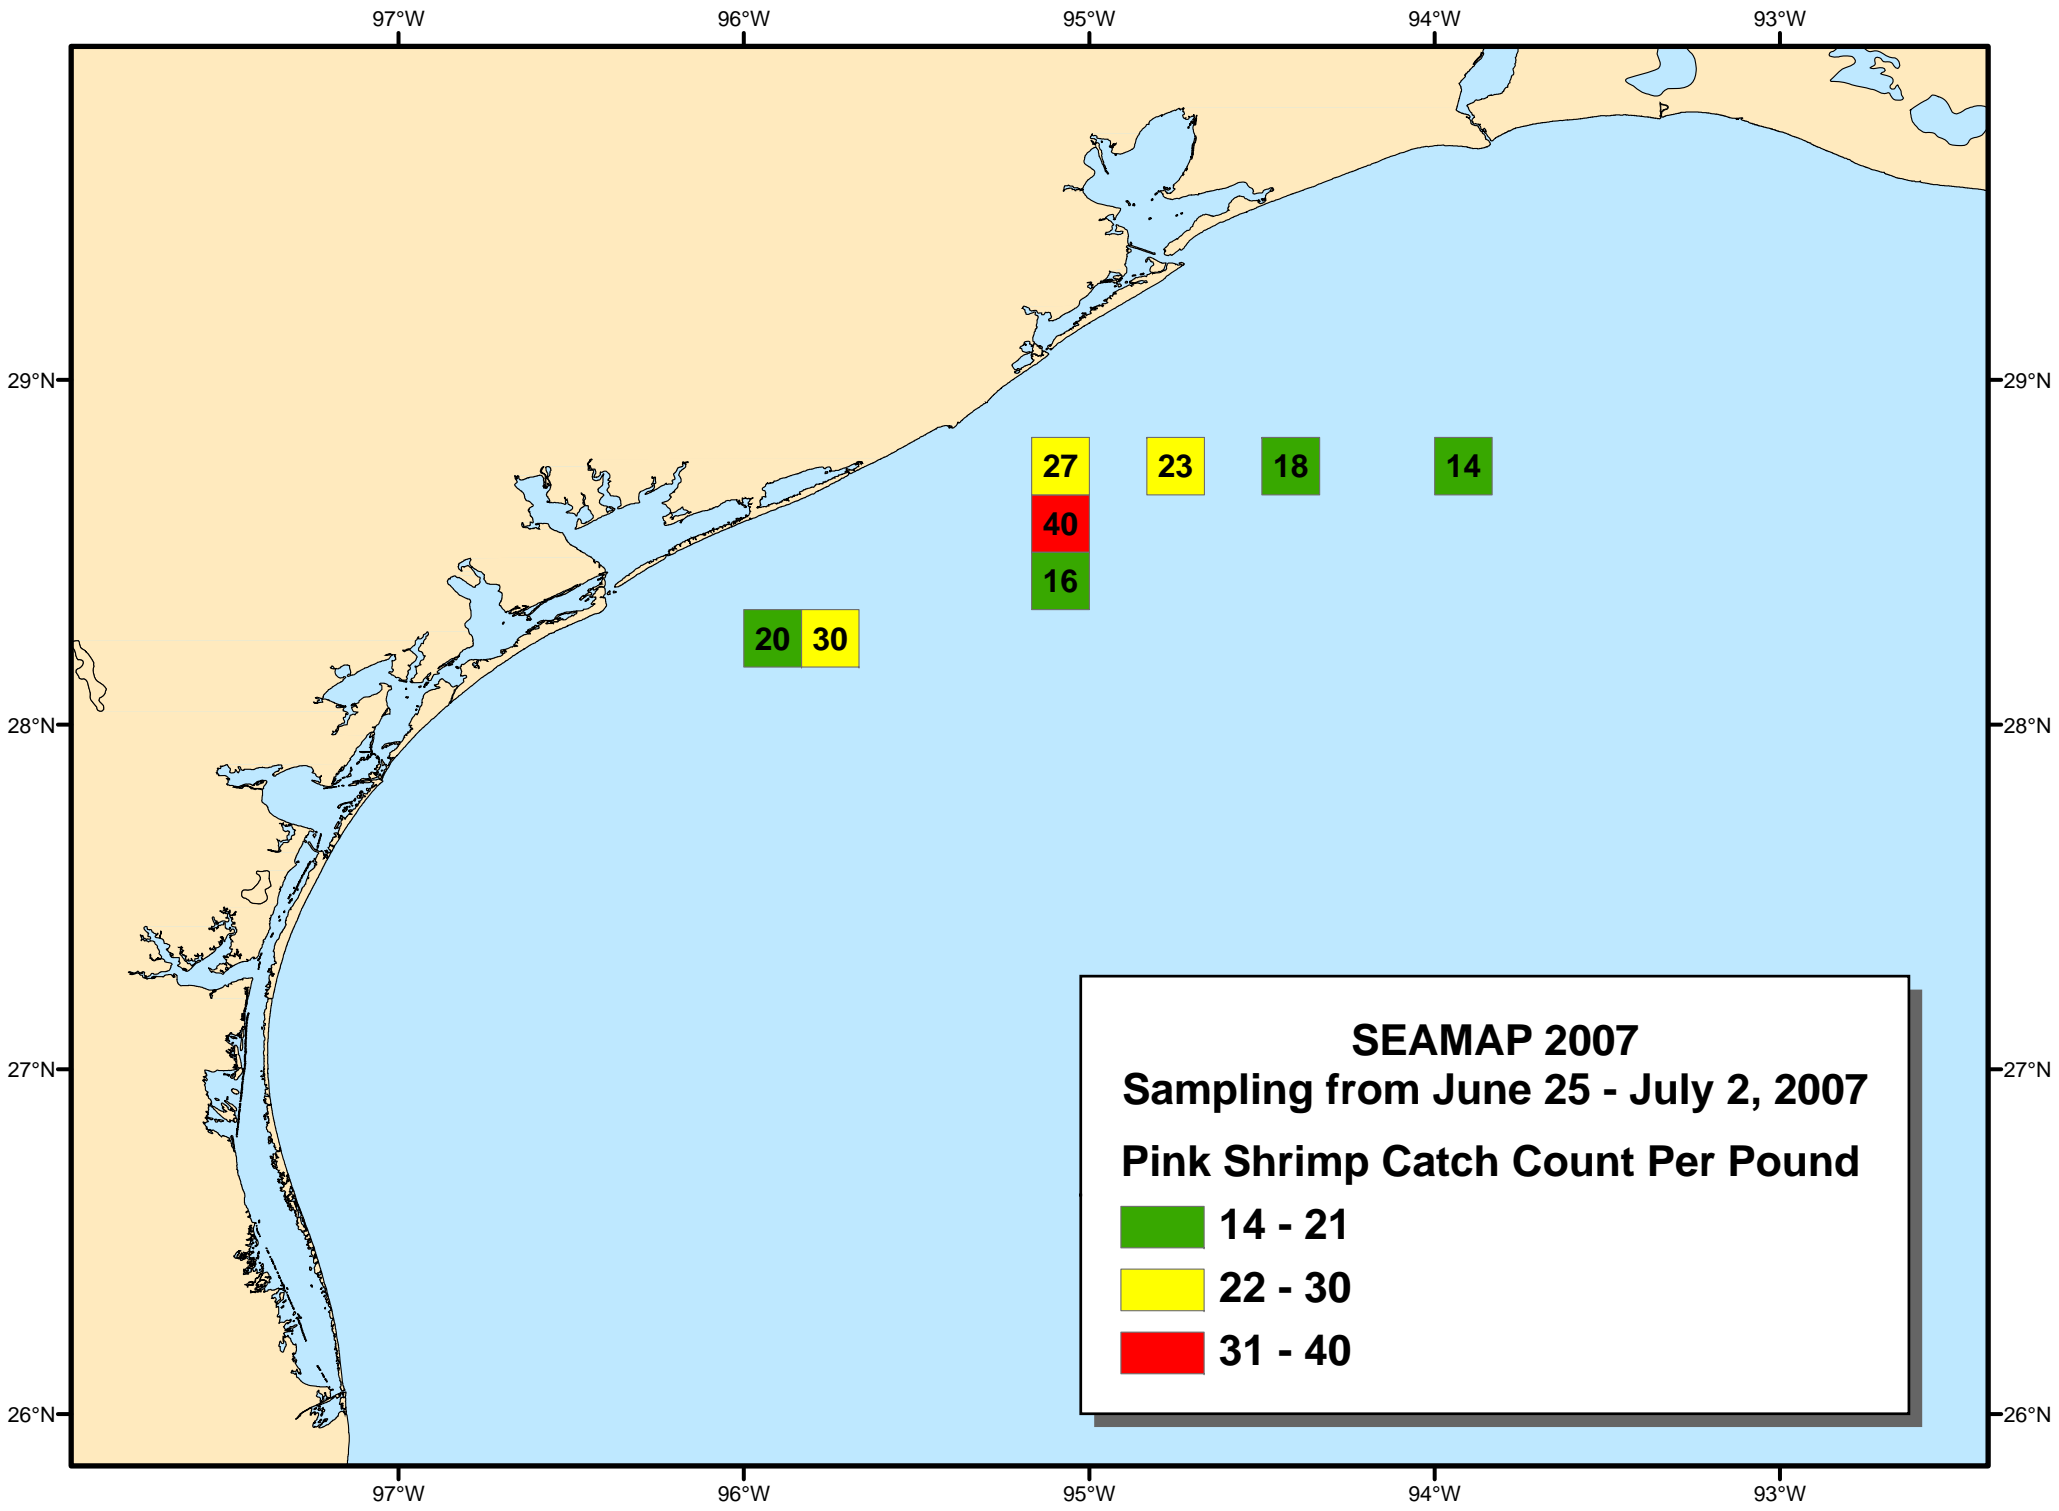 97°W 96°W 95°W 94°W 93°W
29°N 29°N
27 23 18 14
40
16
20 30
28°N 28°N
SEAMAP 2007
27°N 27°N
Sampling from June 25 - July 2, 2007
Pink Shrimp Catch Count Per Pound
14 - 21
22 - 30
31 - 40
26°N 26°N
97°W 96°W 95°W 94°W 93°W